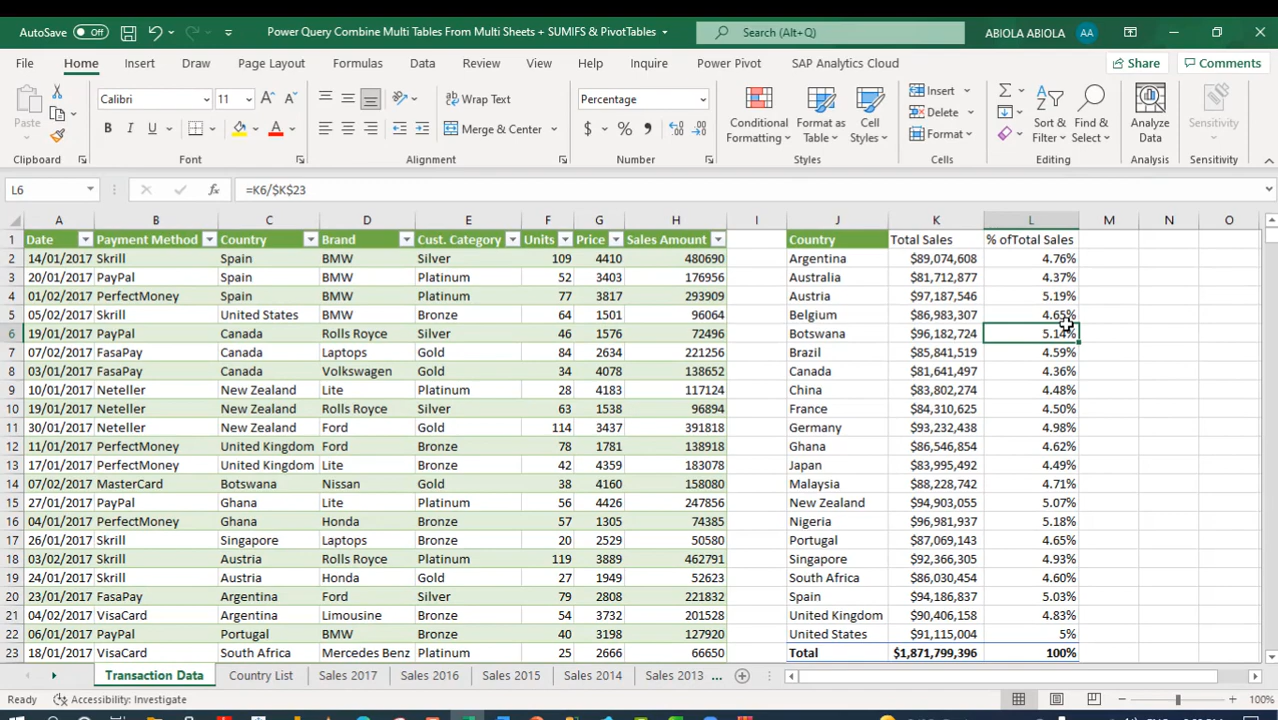 AutoSave Off Power Query Combine Multi Tables From Multi Sheets + SUMIFS & PivotTables Search (Alt+Q) ABIOLA ABIOLA AA
File Home Insert Draw Page Layout Formulas Data Review View Help Inquire Power Pivot SAP Analytics Cloud Share Comments
Paste Calibri 11 Wrap Text Percentage Insert
B I U Merge & Center $ % Conditional Formatting Format as Table Cell Styles Delete Format Sort & Filter Find & Select Analyze Data Sensitivity
Clipboard Font Alignment Number Styles Cells Editing Analysis Sensitivity
L6 fx =K6/$K$23
A B C D E F G H I J K L M N O
1 Date Payment Method Country Brand Cust. Category Units Price Sales Amount Country Total Sales % ofTotal Sales
2 14/01/2017 Skrill Spain BMW Silver 109 4410 480690 Argentina $89,074,608 4.76%
3 20/01/2017 PayPal Spain BMW Platinum 52 3403 176956 Australia $81,712,877 4.37%
4 01/02/2017 PerfectMoney Spain BMW Platinum 77 3817 293909 Austria $97,187,546 5.19%
5 05/02/2017 Skrill United States BMW Bronze 64 1501 96064 Belgium $86,983,307 4.65%
6 19/01/2017 PayPal Canada Rolls Royce Silver 46 1576 72496 Botswana $96,182,724 5.14%
7 07/02/2017 FasaPay Canada Laptops Gold 84 2634 221256 Brazil $85,841,519 4.59%
8 03/01/2017 FasaPay Canada Volkswagen Gold 34 4078 138652 Canada $81,641,497 4.36%
9 10/01/2017 Neteller New Zealand Lite Platinum 28 4183 117124 China $83,802,274 4.48%
10 19/01/2017 Neteller New Zealand Rolls Royce Silver 63 1538 96894 France $84,310,625 4.50%
11 30/01/2017 Neteller New Zealand Ford Gold 114 3437 391818 Germany $93,232,438 4.98%
12 11/01/2017 PerfectMoney United Kingdom Ford Bronze 78 1781 138918 Ghana $86,546,854 4.62%
13 17/01/2017 PerfectMoney United Kingdom Lite Bronze 42 4359 183078 Japan $83,995,492 4.49%
14 07/02/2017 MasterCard Botswana Nissan Gold 38 4160 158080 Malaysia $88,228,742 4.71%
15 27/01/2017 PayPal Ghana Lite Platinum 56 4426 247856 New Zealand $94,903,055 5.07%
16 04/01/2017 PerfectMoney Ghana Honda Bronze 57 1305 74385 Nigeria $96,981,937 5.18%
17 26/01/2017 Skrill Singapore Laptops Bronze 20 2529 50580 Portugal $87,069,143 4.65%
18 03/02/2017 Skrill Austria Rolls Royce Platinum 119 3889 462791 Singapore $92,366,305 4.93%
19 24/01/2017 Skrill Austria Honda Gold 27 1949 52623 South Africa $86,030,454 4.60%
20 23/01/2017 FasaPay Argentina Ford Silver 79 2808 221832 Spain $94,186,837 5.03%
21 04/02/2017 VisaCard Argentina Limousine Bronze 54 3732 201528 United Kingdom $90,406,158 4.83%
22 06/01/2017 PayPal Portugal BMW Bronze 40 3198 127920 United States $91,115,004 5%
23 18/01/2017 VisaCard South Africa Mercedes Benz Platinum 25 2666 66650 Total $1,871,799,396 100%
Transaction Data Country List Sales 2017 Sales 2016 Sales 2015 Sales 2014 Sales 2013 ...
Ready Accessibility: Investigate 100%